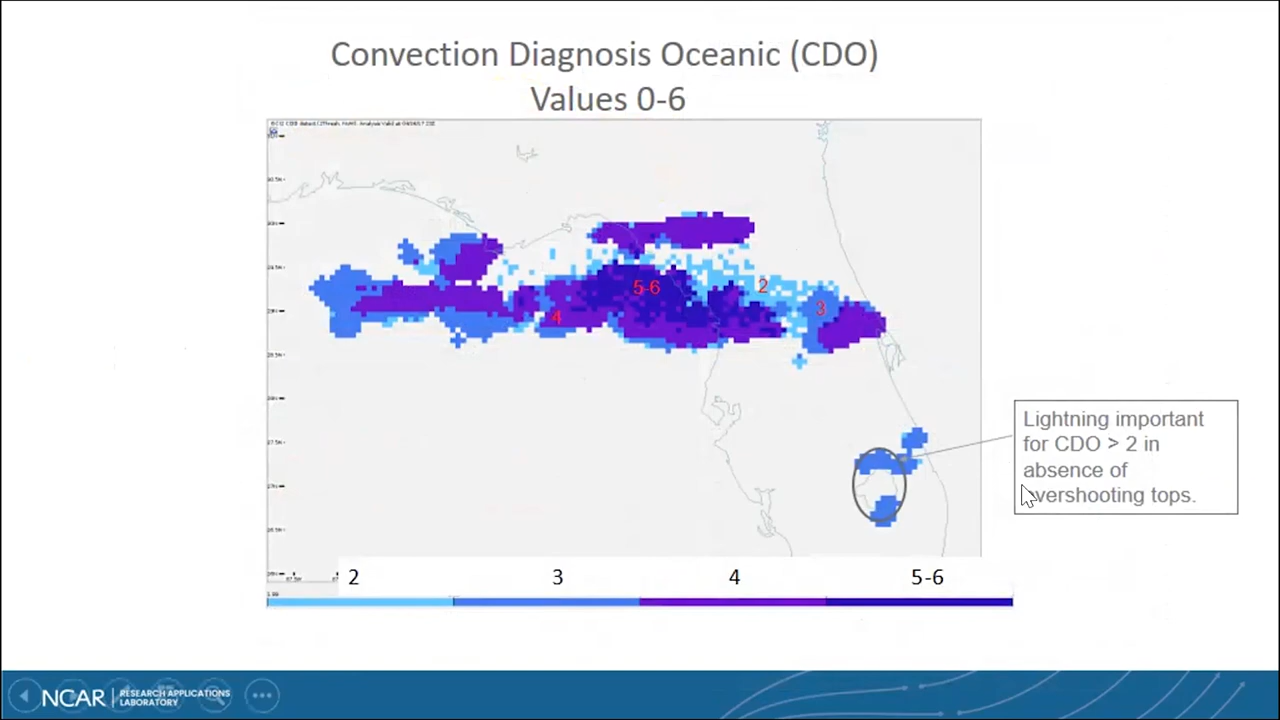 Convection Diagnosis Oceanic (CDO)
Values 0-6
5-6
2
3
4
Lightning important
for CDO > 2 in
absence of
vershooting tops.
2 3 4 5-6
NCAR RESEARCH APPLICATIONS
LABORATORY